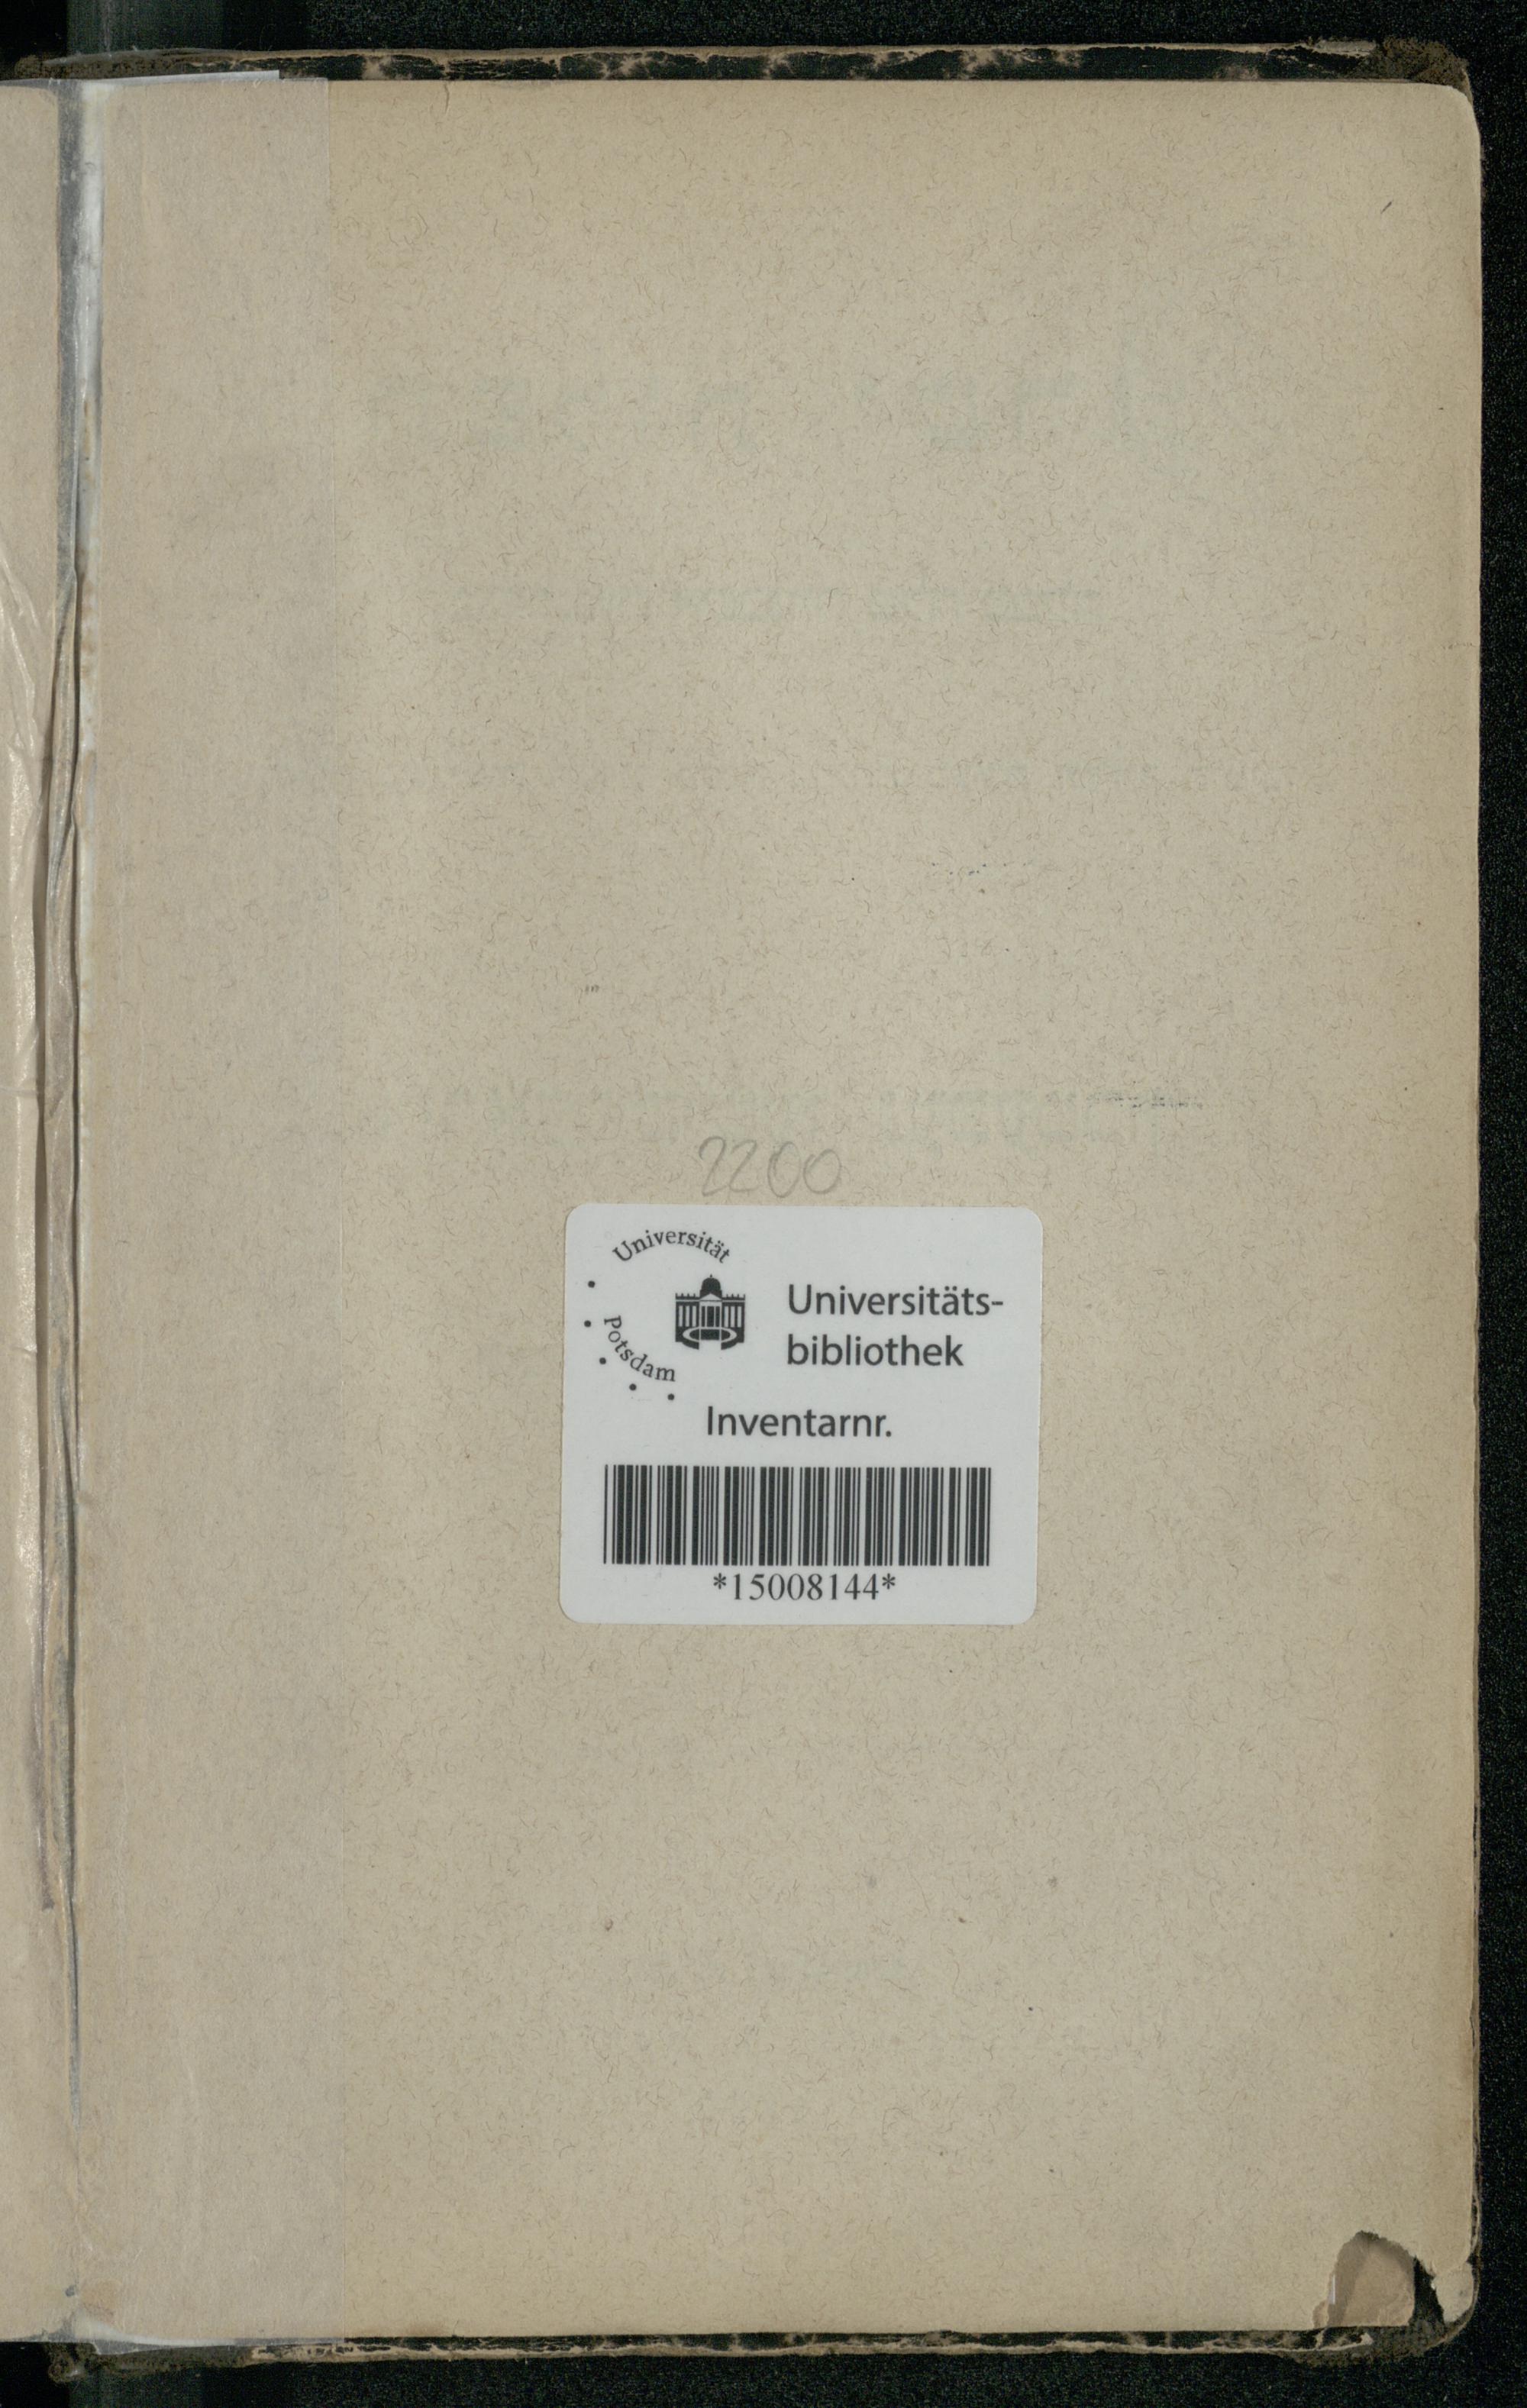 2200
Universität
Potsdam
Universitäts-
bibliothek
Inventarnr.
*15008144*